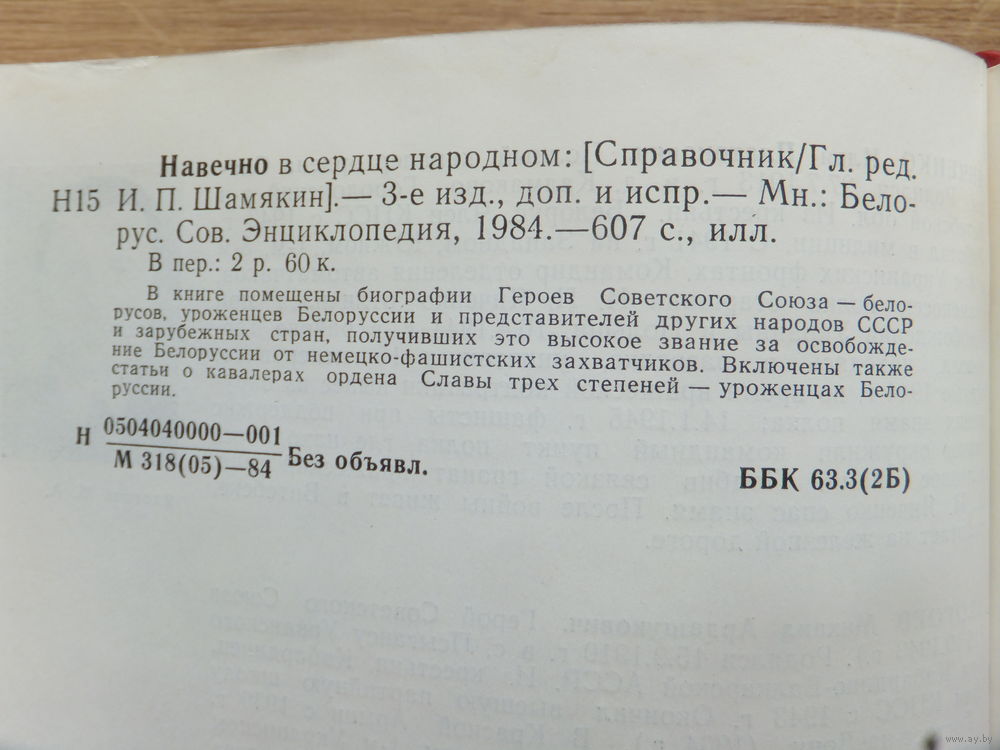 Навечно в сердце народном: [Справочник/Гл. ред.
Н15 И. П. Шамякин].— 3-е изд., доп. и испр.— Мн.: Бело-
рус. Сов. Энциклопедия, 1984.—607 с., илл.
В пер.: 2 р. 60 к.
В книге помещены биографии Героев Советского Союза — бело-
русов, уроженцев Белоруссии и представителей других народов СССР
и зарубежных стран, получивших это высокое звание за освобожде-
ние Белоруссии от немецко-фашистских захватчиков. Включены также
статьи о кавалерах ордена Славы трех степеней — уроженцах Бело-
руссии.
Н 0504040000—001
М 318(05)—84 Без объявл.
ББК 63.3(2Б)
www.ay.by